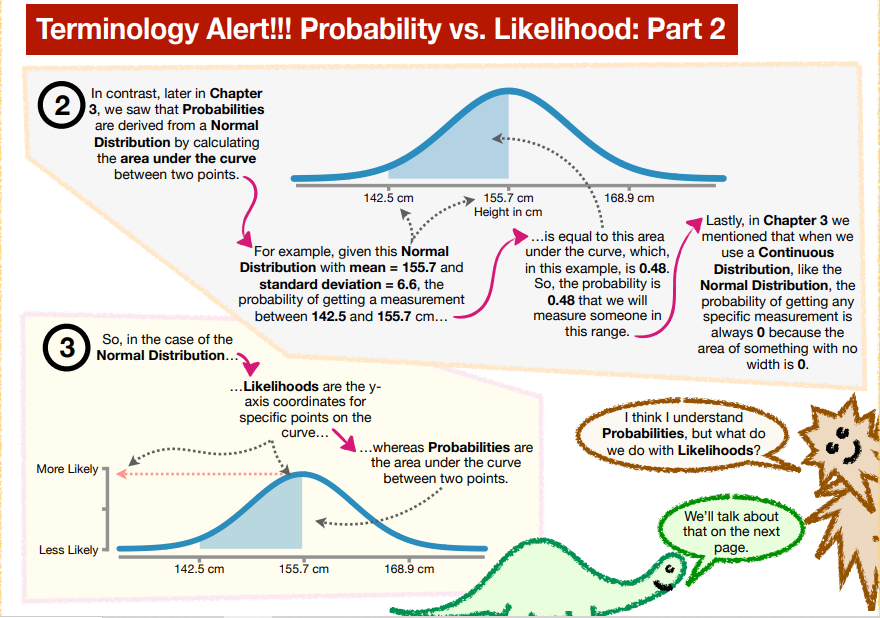 Terminology Alert!!! Probability vs. Likelihood: Part 2
2
In contrast, later in Chapter
3, we saw that Probabilities
are derived from a Normal
Distribution by calculating
the area under the curve
between two points.
142.5 cm
155.7 cm
168.9 cm
Height in cm
For example, given this Normal
Distribution with mean = 155.7 and
standard deviation = 6.6, the
probability of getting a measurement
between 142.5 and 155.7 cm…
…is equal to this area
under the curve, which,
in this example, is 0.48.
So, the probability is
0.48 that we will
measure someone in
this range.
Lastly, in Chapter 3 we
mentioned that when we
use a Continuous
Distribution, like the
Normal Distribution, the
probability of getting any
specific measurement is
always 0 because the
area of something with no
width is 0.
3
So, in the case of the
Normal Distribution…
…Likelihoods are the y-
axis coordinates for
specific points on the
curve…
…whereas Probabilities are
the area under the curve
between two points.
More Likely
Less Likely
142.5 cm
155.7 cm
168.9 cm
I think I understand
Probabilities, but what do
we do with Likelihoods?
We'll talk about
that on the next
page.